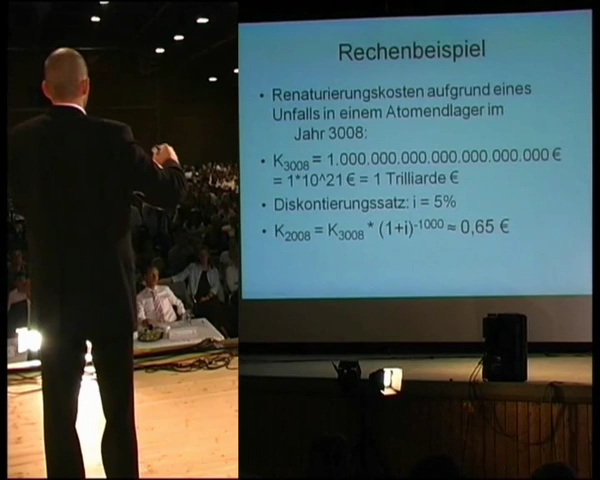 Rechenbeispiel
• Renaturierungskosten aufgrund eines
Unfalls in einem Atomendlager im
Jahr 3008:
• K3008 = 1.000.000.000.000.000.000.000 €
= 1*10^21 € = 1 Trilliarde €
• Diskontierungssatz: i = 5%
• K2008 = K3008 * (1+i)-1000 ≈ 0,65 €